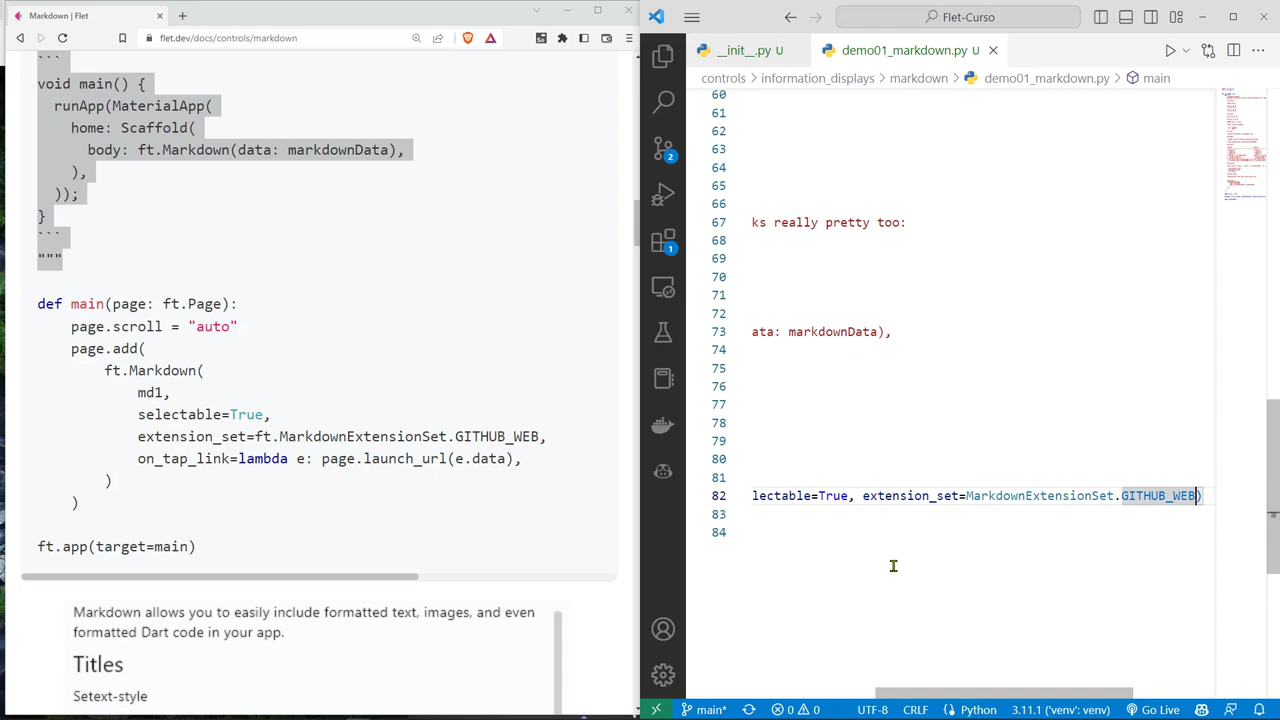 Markdown | Flet
flet.dev/docs/controls/markdown
```
void main() {
runApp(MaterialApp(
home: Scaffold(
body: ft.Markdown(data: markdownData),
),
));
}
```
"""
def main(page: ft.Page):
page.scroll = "auto"
page.add(
ft.Markdown(
md1,
selectable=True,
extension_set=ft.MarkdownExtensionSet.GITHUB_WEB,
on_tap_link=lambda e: page.launch_url(e.data),
)
)
ft.app(target=main)
Markdown allows you to easily include formatted text, images, and even
formatted Dart code in your app.
Titles
Setext-style
Flet-Curso
__init__.py U
demo01_markdown.py U
controls
information_displays
markdown
demo01_markdown.py
main
60
61
62
63
64
65
66
67 ks really pretty too:
68
69
70
71
72
73 ata: markdownData),
74
75
76
77
78
79
80
81
82 lectable=True, extension_set=MarkdownExtensionSet.GITHUB_WEB)
83
84
2
1
main*
0 0
UTF-8
CRLF
Python
3.11.1 ('venv': venv)
Go Live